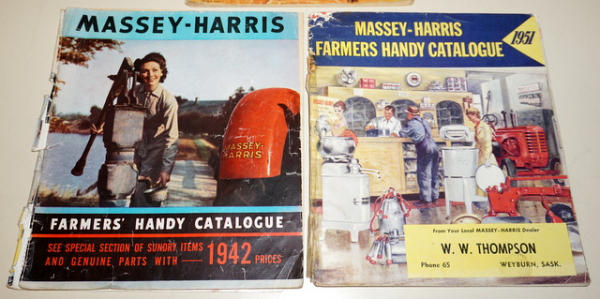 MASSEY-HARRIS
MASSEY-
HARRIS
FARMERS' HANDY CATALOGUE
SEE SPECIAL SECTION OF SUNDRY ITEMS
AND GENUINE PARTS WITH — 1942 PRICES
MASSEY-HARRIS
FARMERS HANDY CATALOGUE
1951
From Your Local MASSEY-HARRIS Dealer
W. W. THOMPSON
Phone 65 WEYBURN, SASK.